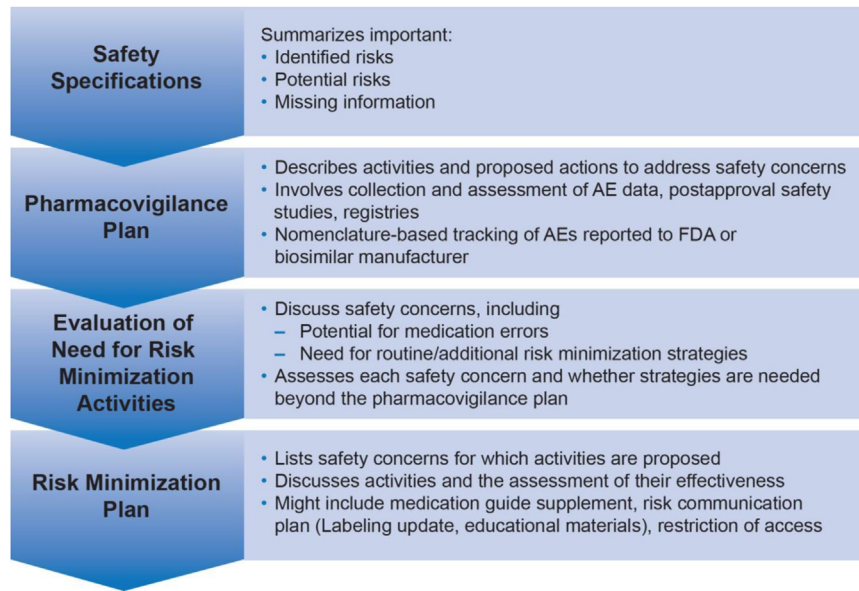 Safety
Specifications
Summarizes important:
• Identified risks
• Potential risks
• Missing information
Pharmacovigilance
Plan
• Describes activities and proposed actions to address safety concerns
• Involves collection and assessment of AE data, postapproval safety
studies, registries
• Nomenclature-based tracking of AEs reported to FDA or
biosimilar manufacturer
Evaluation of
Need for Risk
Minimization
Activities
• Discuss safety concerns, including
– Potential for medication errors
– Need for routine/additional risk minimization strategies
• Assesses each safety concern and whether strategies are needed
beyond the pharmacovigilance plan
Risk Minimization
Plan
• Lists safety concerns for which activities are proposed
• Discusses activities and the assessment of their effectiveness
• Might include medication guide supplement, risk communication
plan (Labeling update, educational materials), restriction of access